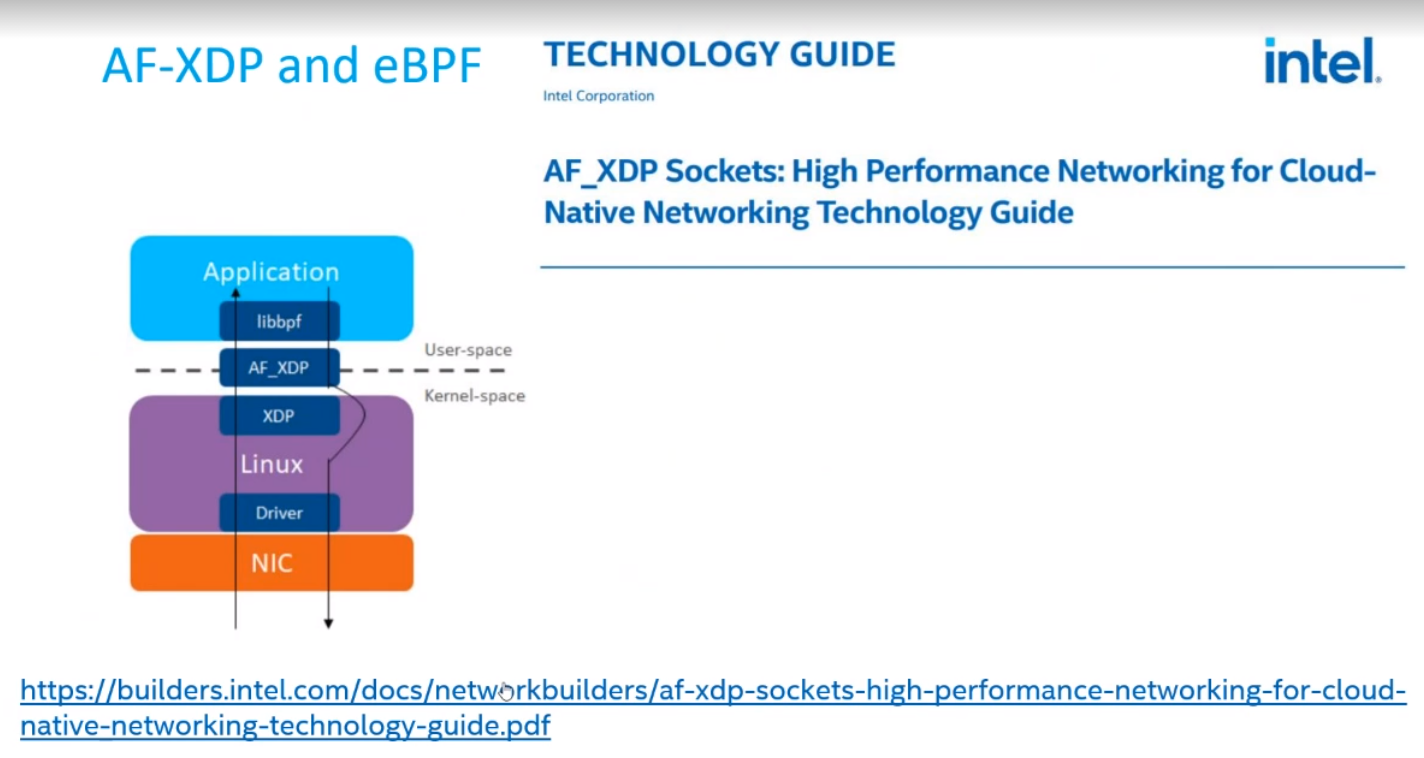 AF-XDP and eBPF
TECHNOLOGY GUIDE
intel.
Intel Corporation
AF_XDP Sockets: High Performance Networking for Cloud-
Native Networking Technology Guide
Application
libbpf
User-space
AF_XDP
Kernel-space
XDP
Linux
Driver
NIC
https://builders.intel.com/docs/networkbuilders/af-xdp-sockets-high-performance-networking-for-cloud-
native-networking-technology-guide.pdf